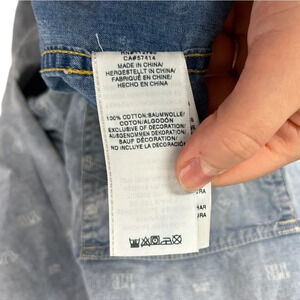 CA#57414
MADE IN CHINA/
HERGESTELLT IN CHINA/
FABRIQUÉ EN CHINE/
HECHO EN CHINA
100% COTTON/BAUMWOLLE/
COTON/ALGODÓN
EXCLUSIVE OF DECORATION/
AUSGENOMMEN DEKORATION/
SAUF DÉCORATION/
NO INCLUYE LA DECORACIÓN